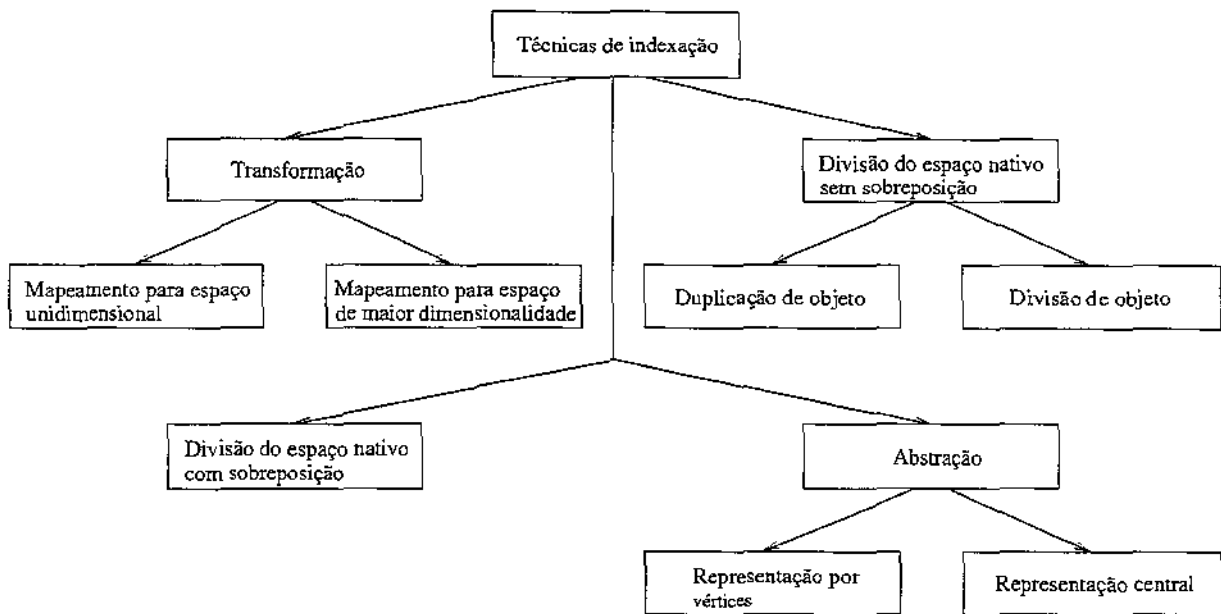 Técnicas de indexação
Transformação
Divisão do espaço nativo
sem sobreposição
Mapeamento para espaço
unidimensional
Mapeamento para espaço
de maior dimensionalidade
Duplicação de objeto
Divisão de objeto
Divisão do espaço nativo
com sobreposição
Abstração
Representação por
vértices
Representação central